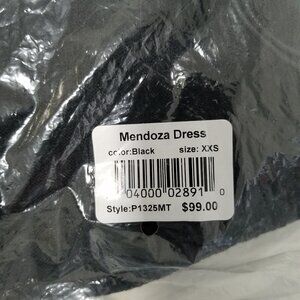 Mendoza Dress
color:Black size: XXS
04000 02891 0
Style:P1325MT $99.00